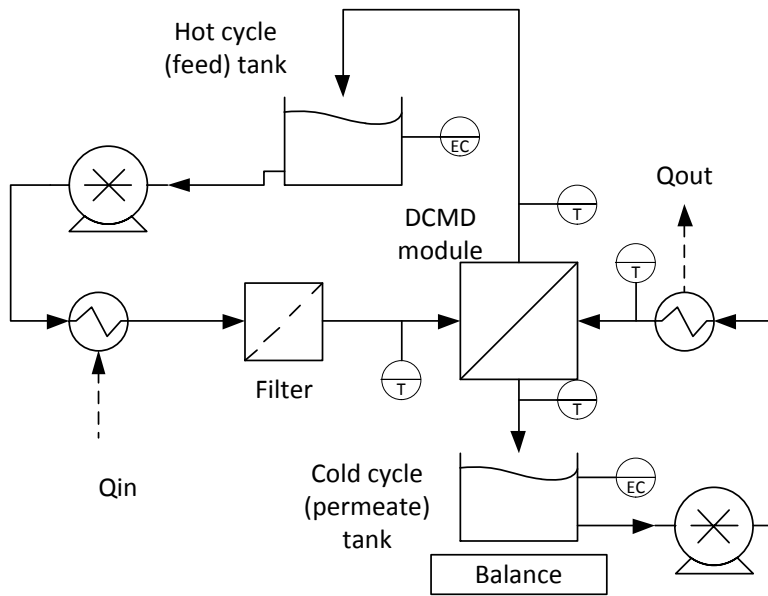 Hot cycle
(feed) tank
EC
Qout
T
DCMD
module
T
T
Filter
T
Qin
Cold cycle
(permeate)
tank
EC
Balance